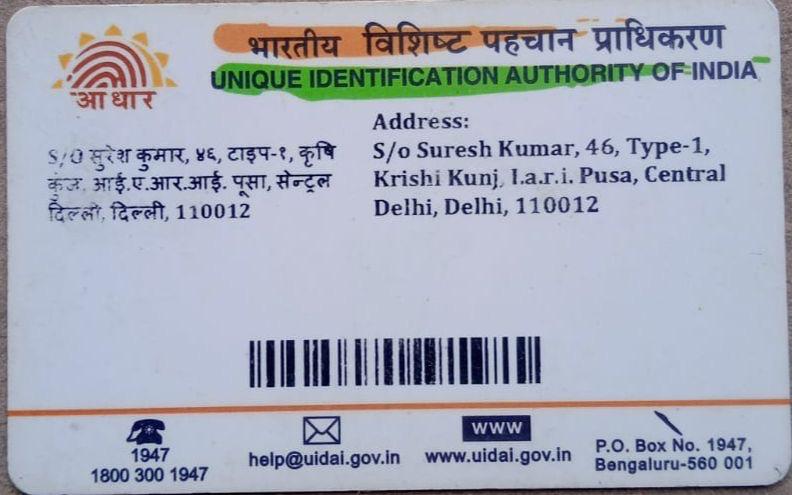 भारतीय विशिष्ट पहचान प्राधिकरण
UNIQUE IDENTIFICATION AUTHORITY OF INDIA
आधार
S/O सुरेश कुमार, ४६, टाइप-१, कृषि
कुंज, आई.ए.आर.आई. पूसा, सेन्ट्रल
दिल्ली, दिल्ली, 110012
Address:
S/o Suresh Kumar, 46, Type-1,
Krishi Kunj, I.a.r.i. Pusa, Central
Delhi, Delhi, 110012
1947
1800 300 1947
help@uidai.gov.in
WWW
www.uidai.gov.in
P.O. Box No. 1947,
Bengaluru-560 001